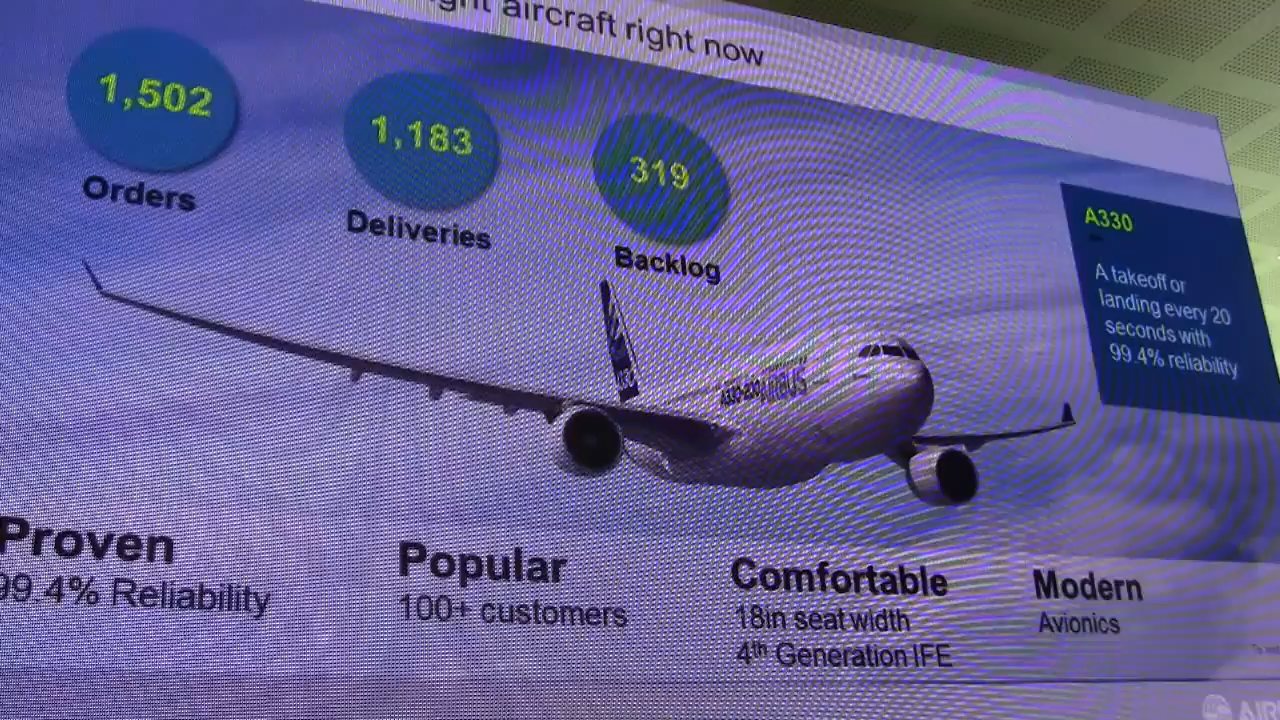 aircraft right now
1,502
Orders
1,183
Deliveries
319
Backlog
A330
A takeoff or
landing every 20
seconds with
99.4% reliability
A330-200 AIRBUS
Proven
99.4% Reliability
Popular
100+ customers
Comfortable
18in seat width
4th Generation IFE
Modern
Avionics